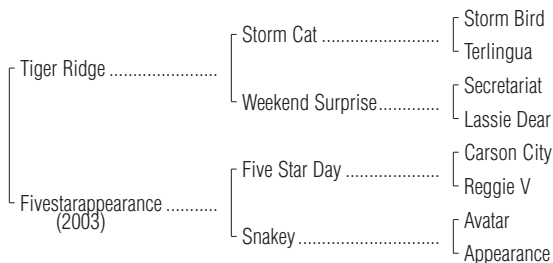 Storm Bird
Storm Cat ......................
Terlingua
Tiger Ridge ....................
Secretariat
Weekend Surprise...........
Lassie Dear
Carson City
Five Star Day ..................
Reggie V
Fivestarappearance .........
(2003)
Avatar
Snakey ..........................
Appearance